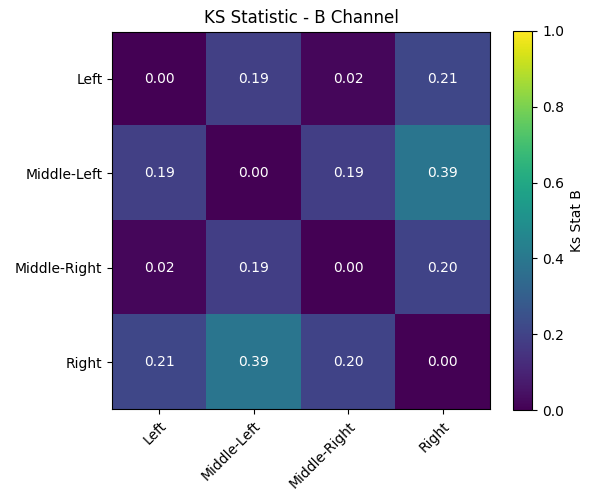 KS Statistic - B Channel
Left 0.00 0.19 0.02 0.21
Middle-Left 0.19 0.00 0.19 0.39
Middle-Right 0.02 0.19 0.00 0.20
Right 0.21 0.39 0.20 0.00
Left Middle-Left Middle-Right Right
1.0
0.8
0.6
0.4
0.2
0.0
Ks Stat B